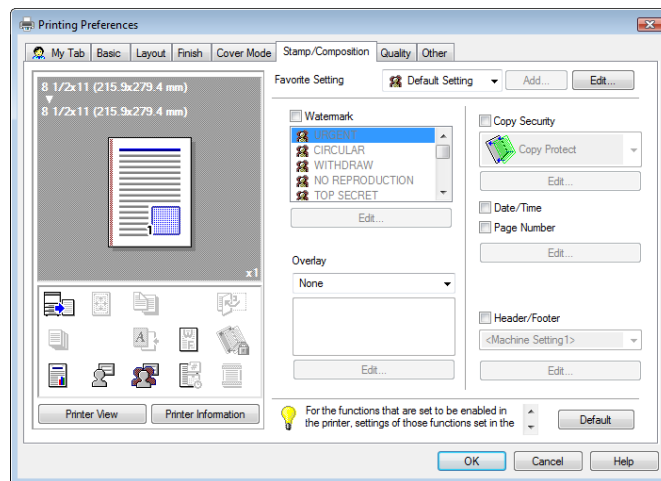 Printing Preferences
My Tab Basic Layout Finish Cover Mode Stamp/Composition Quality Other
8 1/2x11 (215.9x279.4 mm)
8 1/2x11 (215.9x279.4 mm)
1
x1
Printer View Printer Information
Favorite Setting Default Setting Add... Edit...
Watermark
URGENT
CIRCULAR
WITHDRAW
NO REPRODUCTION
TOP SECRET
Edit...
Overlay
None
Edit...
Copy Security
Copy Protect
Edit...
Date/Time
Page Number
Edit...
Header/Footer
<Machine Setting1>
Edit...
For the functions that are set to be enabled in
the printer, settings of those functions set in the
Default
OK Cancel Help